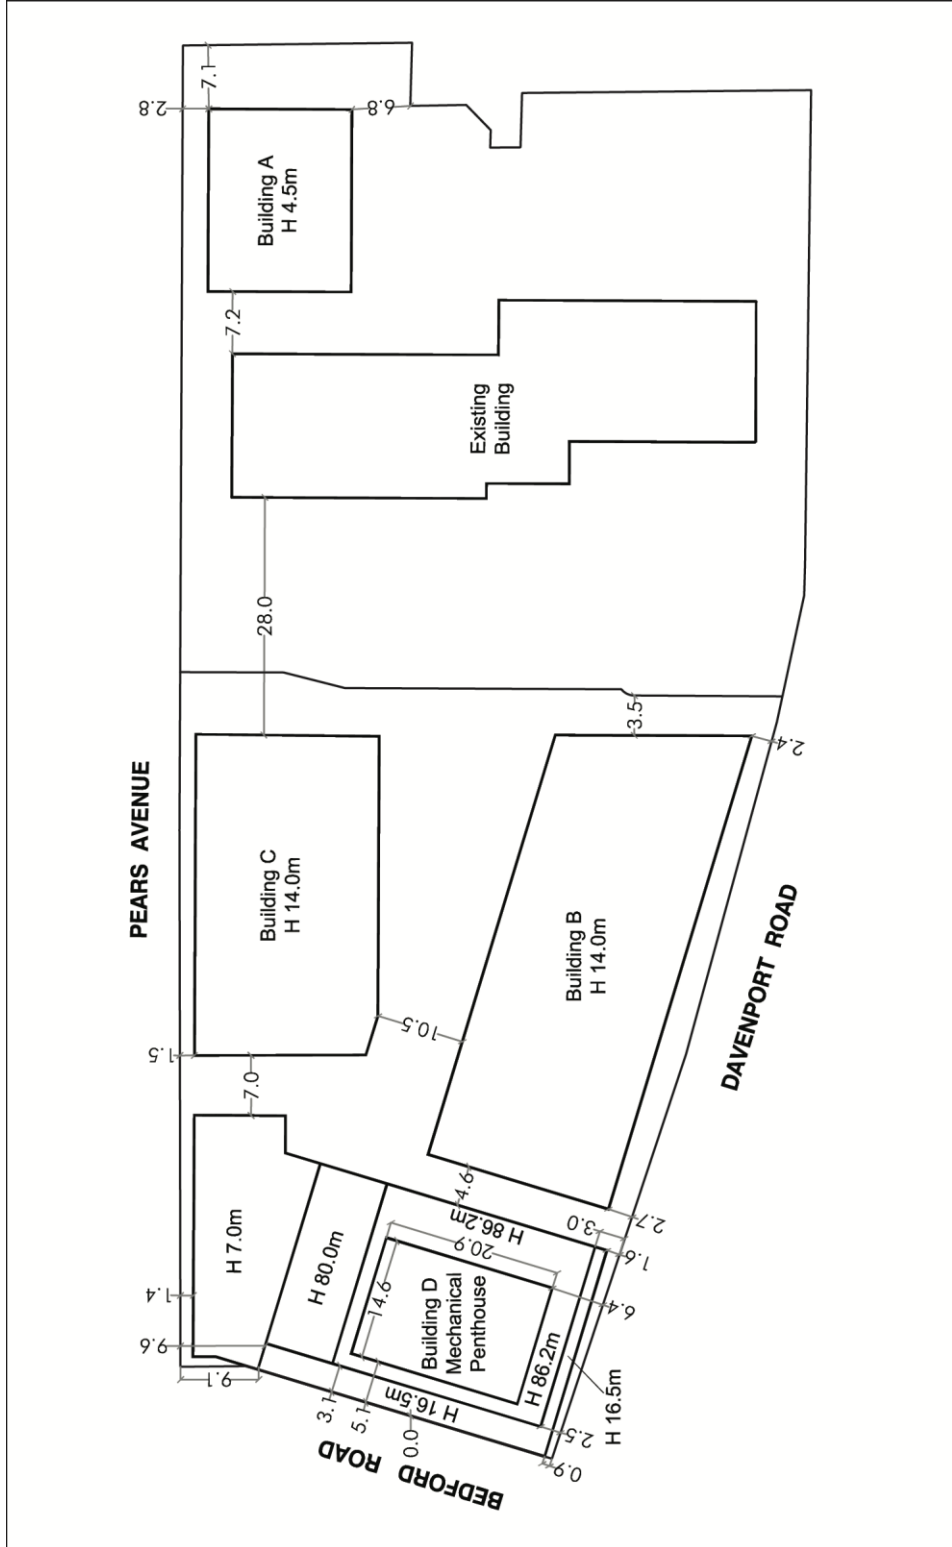 7.1
2.8
6.8
Building A
H 4.5m
7.2
Existing
Building
28.0
3.5
2.4
PEARS AVENUE
Building C
H 14.0m
1.5
7.0
10.5
Building B
H 14.0m
DAVENPORT ROAD
H 7.0m
1.4
9.6
9.1
H 80.0m
4.6
H 86.2m
20.9
14.6
Building D
Mechanical
Penthouse
H 86.2m
3.0
2.7
1.6
6.4
H 16.5m
3.1
5.1
0.0
H 16.5m
2.5
0.9
BEDFORD ROAD